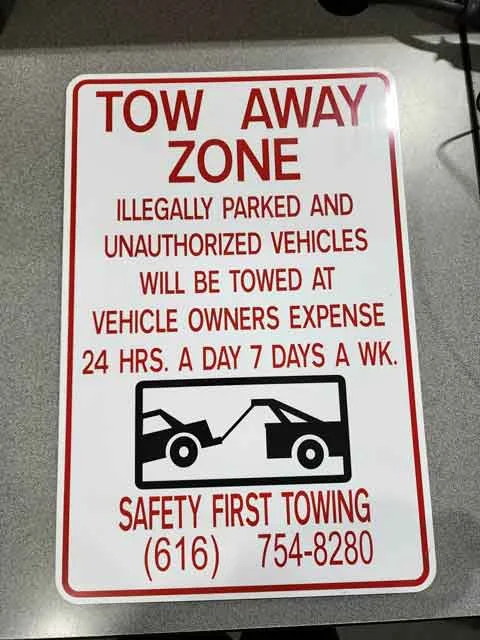 TOW AWAY
ZONE
ILLEGALLY PARKED AND
UNAUTHORIZED VEHICLES
WILL BE TOWED AT
VEHICLE OWNERS EXPENSE
24 HRS. A DAY 7 DAYS A WK.
SAFETY FIRST TOWING
(616) 754-8280